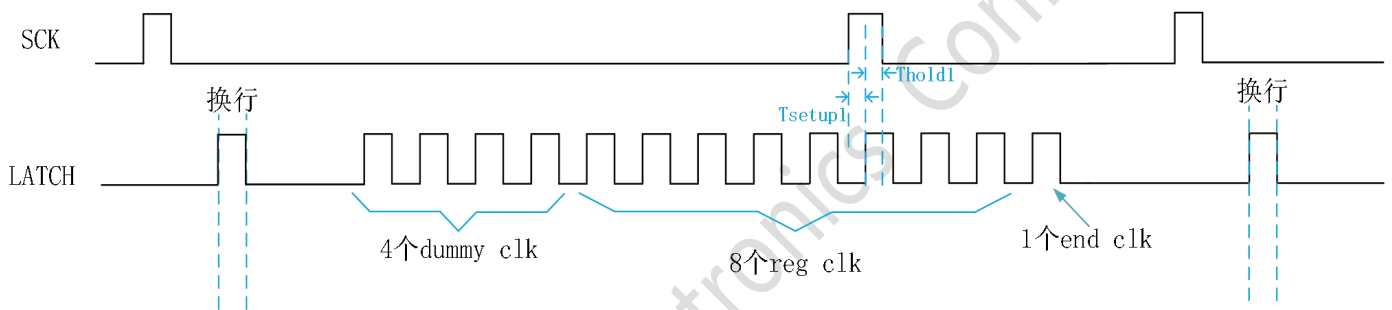 SCK
Thold1
换行
换行
Tsetup1
LATCH
4个dummy clk
8个reg clk
1个end clk